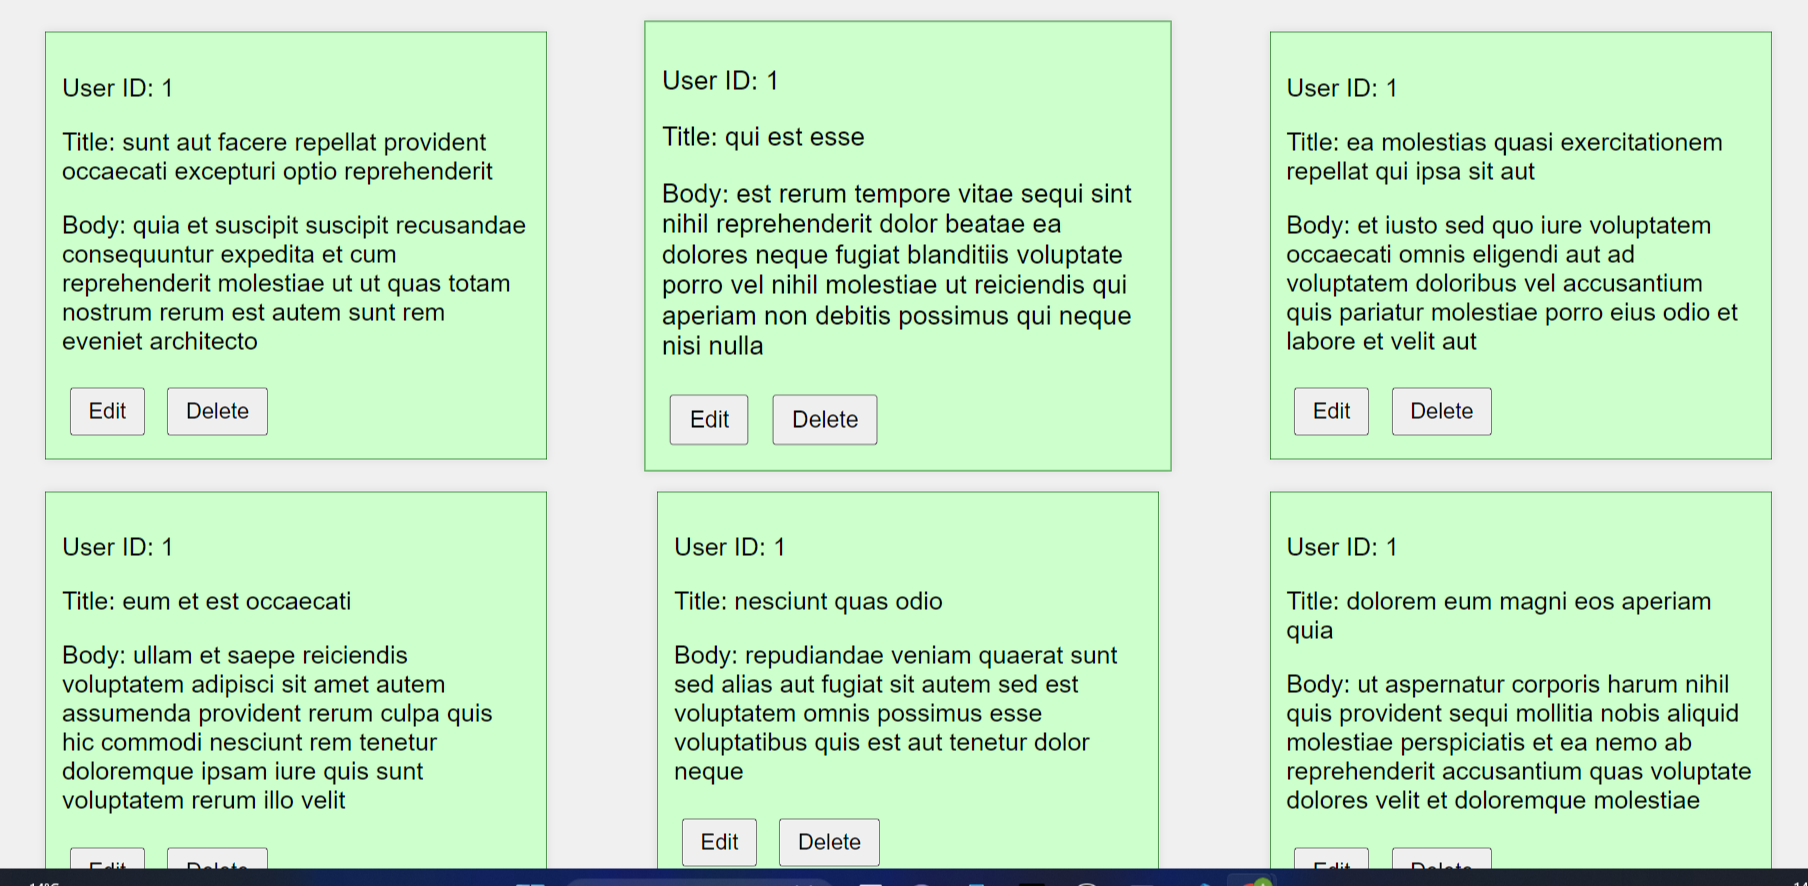 User ID: 1
Title: sunt aut facere repellat provident
occaecati excepturi optio reprehenderit
Body: quia et suscipit suscipit recusandae
consequuntur expedita et cum
reprehenderit molestiae ut ut quas totam
nostrum rerum est autem sunt rem
eveniet architecto
Edit Delete
User ID: 1
Title: qui est esse
Body: est rerum tempore vitae sequi sint
nihil reprehenderit dolor beatae ea
dolores neque fugiat blanditiis voluptate
porro vel nihil molestiae ut reiciendis qui
aperiam non debitis possimus qui neque
nisi nulla
Edit Delete
User ID: 1
Title: ea molestias quasi exercitationem
repellat qui ipsa sit aut
Body: et iusto sed quo iure voluptatem
occaecati omnis eligendi aut ad
voluptatem doloribus vel accusantium
quis pariatur molestiae porro eius odio et
labore et velit aut
Edit Delete
User ID: 1
Title: eum et est occaecati
Body: ullam et saepe reiciendis
voluptatem adipisci sit amet autem
assumenda provident rerum culpa quis
hic commodi nesciunt rem tenetur
doloremque ipsam iure quis sunt
voluptatem rerum illo velit
Edit Delete
User ID: 1
Title: nesciunt quas odio
Body: repudiandae veniam quaerat sunt
sed alias aut fugiat sit autem sed est
voluptatem omnis possimus esse
voluptatibus quis est aut tenetur dolor
neque
Edit Delete
User ID: 1
Title: dolorem eum magni eos aperiam
quia
Body: ut aspernatur corporis harum nihil
quis provident sequi mollitia nobis aliquid
molestiae perspiciatis et ea nemo ab
reprehenderit accusantium quas voluptate
dolores velit et doloremque molestiae
Edit Delete